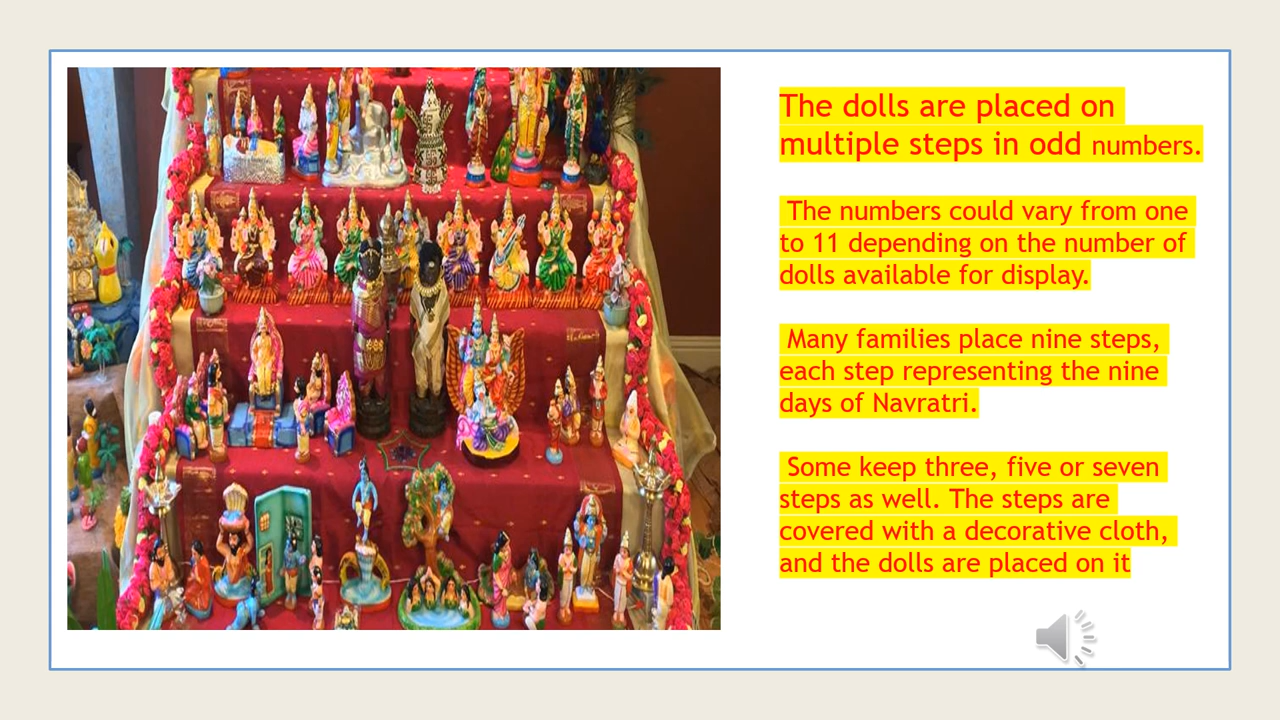 The dolls are placed on
multiple steps in odd numbers.
The numbers could vary from one
to 11 depending on the number of
dolls available for display.
Many families place nine steps,
each step representing the nine
days of Navratri.
Some keep three, five or seven
steps as well. The steps are
covered with a decorative cloth,
and the dolls are placed on it